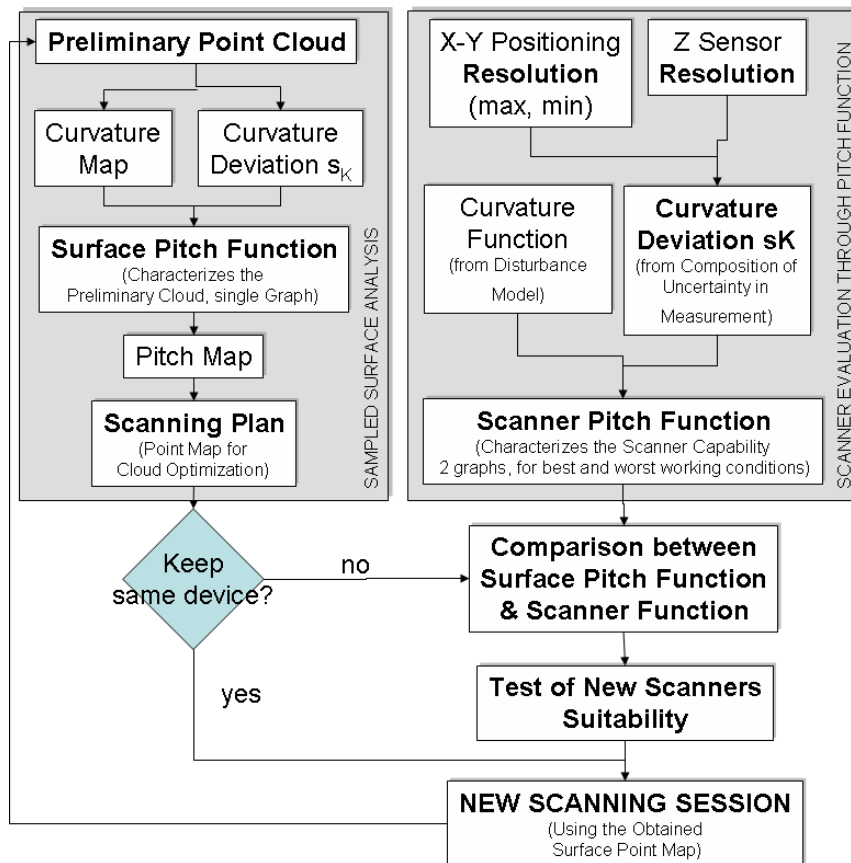 Preliminary Point Cloud
Curvature
Map
Curvature
Deviation sK
Surface Pitch Function
(Characterizes the
Preliminary Cloud, single Graph)
Pitch Map
Scanning Plan
(Point Map for
Cloud Optimization)
SAMPLED SURFACE ANALYSIS
X-Y Positioning
Resolution
(max, min)
Z Sensor
Resolution
Curvature
Function
(from Disturbance
Model)
Curvature
Deviation sK
(from Composition of
Uncertainty in
Measurement)
Scanner Pitch Function
(Characterizes the Scanner Capability
2 graphs, for best and worst working conditions)
SCANNER EVALUATION THROUGH PITCH FUNCTION
Keep
same device?
no
yes
Comparison between
Surface Pitch Function
& Scanner Function
Test of New Scanners
Suitability
NEW SCANNING SESSION
(Using the Obtained
Surface Point Map)